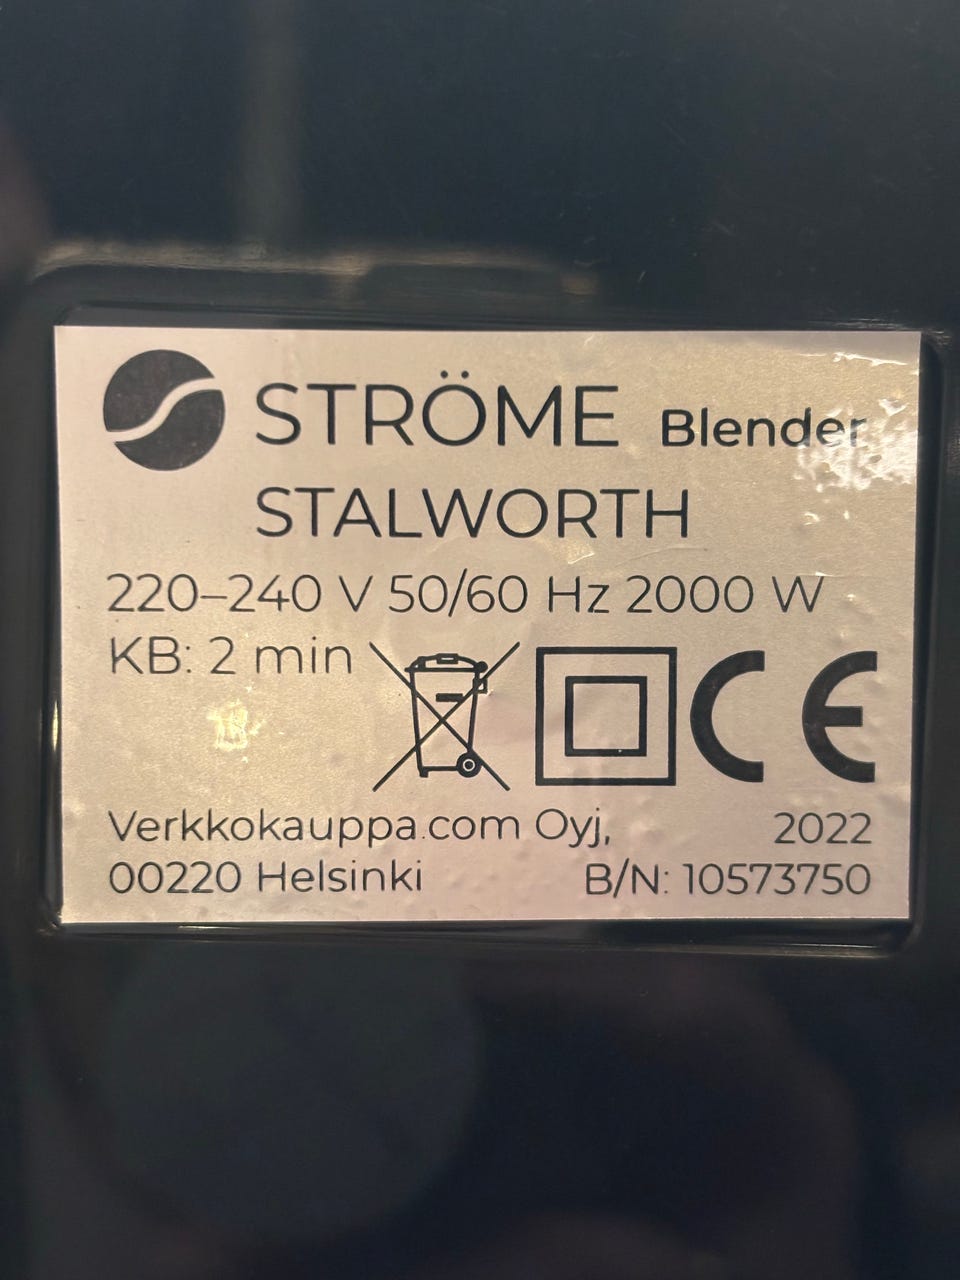 STRÖME Blender
STALWORTH
220–240 V 50/60 Hz 2000 W
KB: 2 min
CE
Verkkokauppa.com Oyj, 2022
00220 Helsinki B/N: 10573750